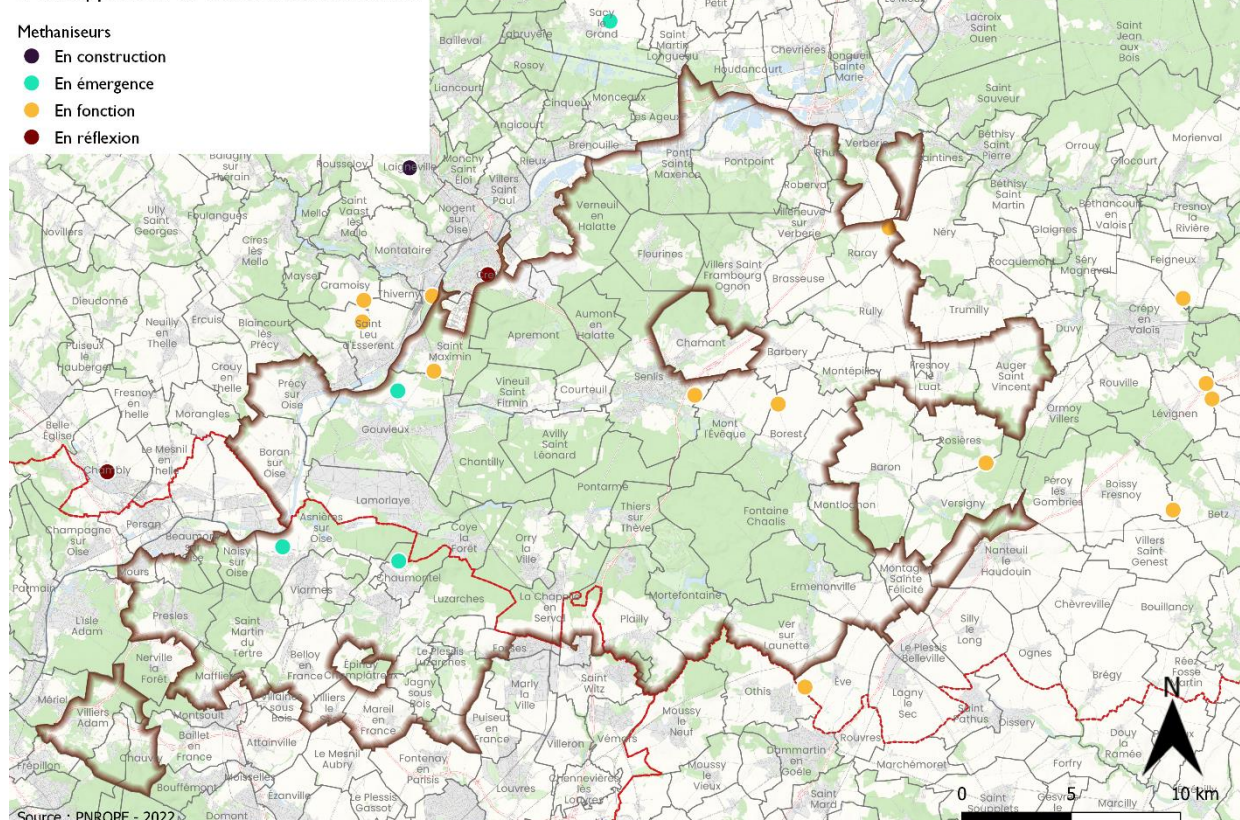 Methaniseurs
En construction
En émergence
En fonction
En réflexion
Sacy
le
Grand
Petit
Labruyère
Bailleval
Rosoy
Liancourt
Cinqueux
Monceaux
Angicourt
Les Ageux
Brenouille
Saint
Martin
Longueau
Chevrières
Houdancourt
Longueil
Sainte
Marie
Lacroix
Saint
Ouen
Saint
Jean
aux
Bois
Saint
Sauveur
Béthisy
Saint
Pierre
Orrouy
Gilocourt
Morienval
Béthisy
Saint
Martin
Béthancourt
en
Valois
Fresnoy
la
Rivière
Glaignes
Feigneux
Séry
Magneval
Rocquemont
Néry
Verberie
Pont
Sainte
Maxence
Pontpoint
Roberval
Villeneuve
sur
Verberie
Raray
Brasseuse
Rully
Trumilly
Duvy
Crépy
en
Valois
Rouville
Lévignen
Ormoy
Villers
Auger
Saint
Vincent
Fresnoy
le
Luat
Montépilloy
Barbery
Chamant
Villers Saint
Frambourg
Ognon
Fleurines
Verneuil
en
Halatte
Aumont
en
Halatte
Apremont
Senlis
Courteuil
Vineuil
Saint
Firmin
Avilly
Saint
Léonard
Chantilly
Gouvieux
Saint
Maximin
Saint
Leu
d'Esserent
Thiverny
Cramoisy
Montataire
Nogent
sur
Oise
Villers
Saint
Paul
Rieux
Monchy
Saint
Éloi
Laigneville
Rousseloy
Saint
Vaast
lès
Mello
Mello
Balagny
sur
Thérain
Foulangues
Ully
Saint
Georges
Novillers
Cires
lès
Mello
Maysel
Dieudonné
Ercuis
Neuilly
en
Thelle
Blaincourt
lès
Précy
Puiseux
le
Hauberger
Crouy
en
Thelle
Précy
sur
Oise
Fresnoy
en
Thelle
Morangles
Belle
Église
Le Mesnil
en
Thelle
Chambly
Boran
sur
Oise
Persan
Champagne
sur
Oise
Beaumont
Noisy
sur
Oise
Asnières
sur
Oise
Lamorlaye
Coye
la
Forêt
Orry
la
Ville
Pontarmé
Thiers
sur
Thève
Mont
l'Évêque
Borest
Fontaine
Chaalis
Montlognon
Baron
Rosières
Versigny
Peroy
les
Gombries
Boissy
Fresnoy
Betz
Villers
Saint
Genest
Nanteuil
le
Haudouin
Montagny
Sainte
Félicité
Ermenonville
Mortefontaine
Plailly
La Chapelle
en
Serval
Chaumontel
Luzarches
Viarmes
Parmain
L'Isle
Adam
Presles
Saint
Martin
du
Tertre
Belloy
en
France
Épinay
Champlâtreux
Le Plessis
Luzarches
Jagny
sous
Bois
Fosses
Marly
la
Ville
Saint
Witz
Ver
sur
Launette
Ève
Othis
Le Plessis
Belleville
Silly
le
Long
Chèvreville
Bouillancy
Ognes
Brégy
Réez
Fosse
Martin
Nerville
la
Forêt
Maffliers
Mériel
Villiers
Adam
Montsoult
Baillet
en
France
Chauvry
Frépillon
Bouffémont
Attainville
Moisselles
Villiers
le
Sec
Mareil
en
France
Le Mesnil
Aubry
Fontenay
en
Parisis
Puiseux
en
France
Villeron
Vémars
Chennevières
lès
Louvres
Louvres
Moussy
le
Neuf
Moussy
le
Vieux
Dammartin
en
Goële
Rouvres
Lagny
le
Sec
Saint
Pathus
Oissery
Marchémoret
Forfry
Douy
la
Ramée
Saint
Mard
Saint
Soupplets
Marcilly
Ézanville
Domont
Le Plessis
Gassot
N
0 5 10 km
Source : PNROPF - 2022